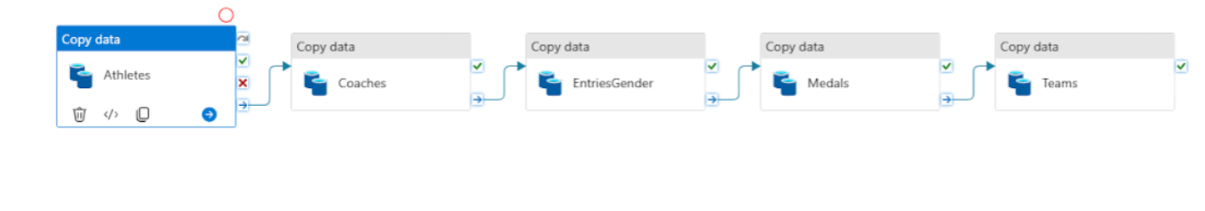 Copy data
Athletes
Copy data
Coaches
Copy data
EntriesGender
Copy data
Medals
Copy data
Teams